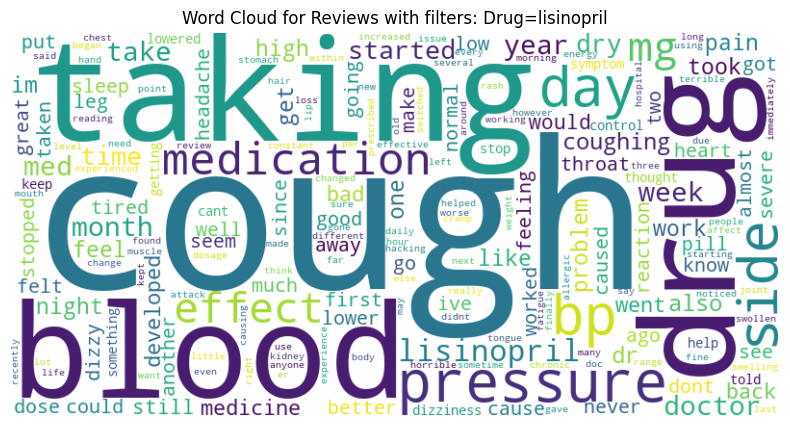 Word Cloud for Reviews with filters: Drug=lisinopril
put lowered high started low year dry mg pain
said chest increased every issue energy morning long using
im take began hand within several symptom took got
sleep headache going get make normal two hospital terrible immediately
great leg taken taking day drug
reading point stomach hair new old loss lip rash switched prescribed
med level need per around working however would control due three
time getting review constant effective left stop coughing heart
keep experienced medication throat thought almost severe
mouth tired cant changed sure bad one feeling week
stopped month well since good cough problem reaction work people
feel seem different gone helped worse weight caused pill affect
found muscle made away daily hour cramp like know starting
change kept dosage much far hacking next allergic say noticed joint
felt developed think go else worked went also
night effect first ive really bp ago see swollen
something dizzy attack causing lower may didnt finally fatigue side
recently lot life another little use kidney anyone experience lisinopril tongue dr many range help fine
want blood even right er body horrible sometime chronic doc dont told swelling
dose could still medicine better dizziness pressure cause gave never doctor back last